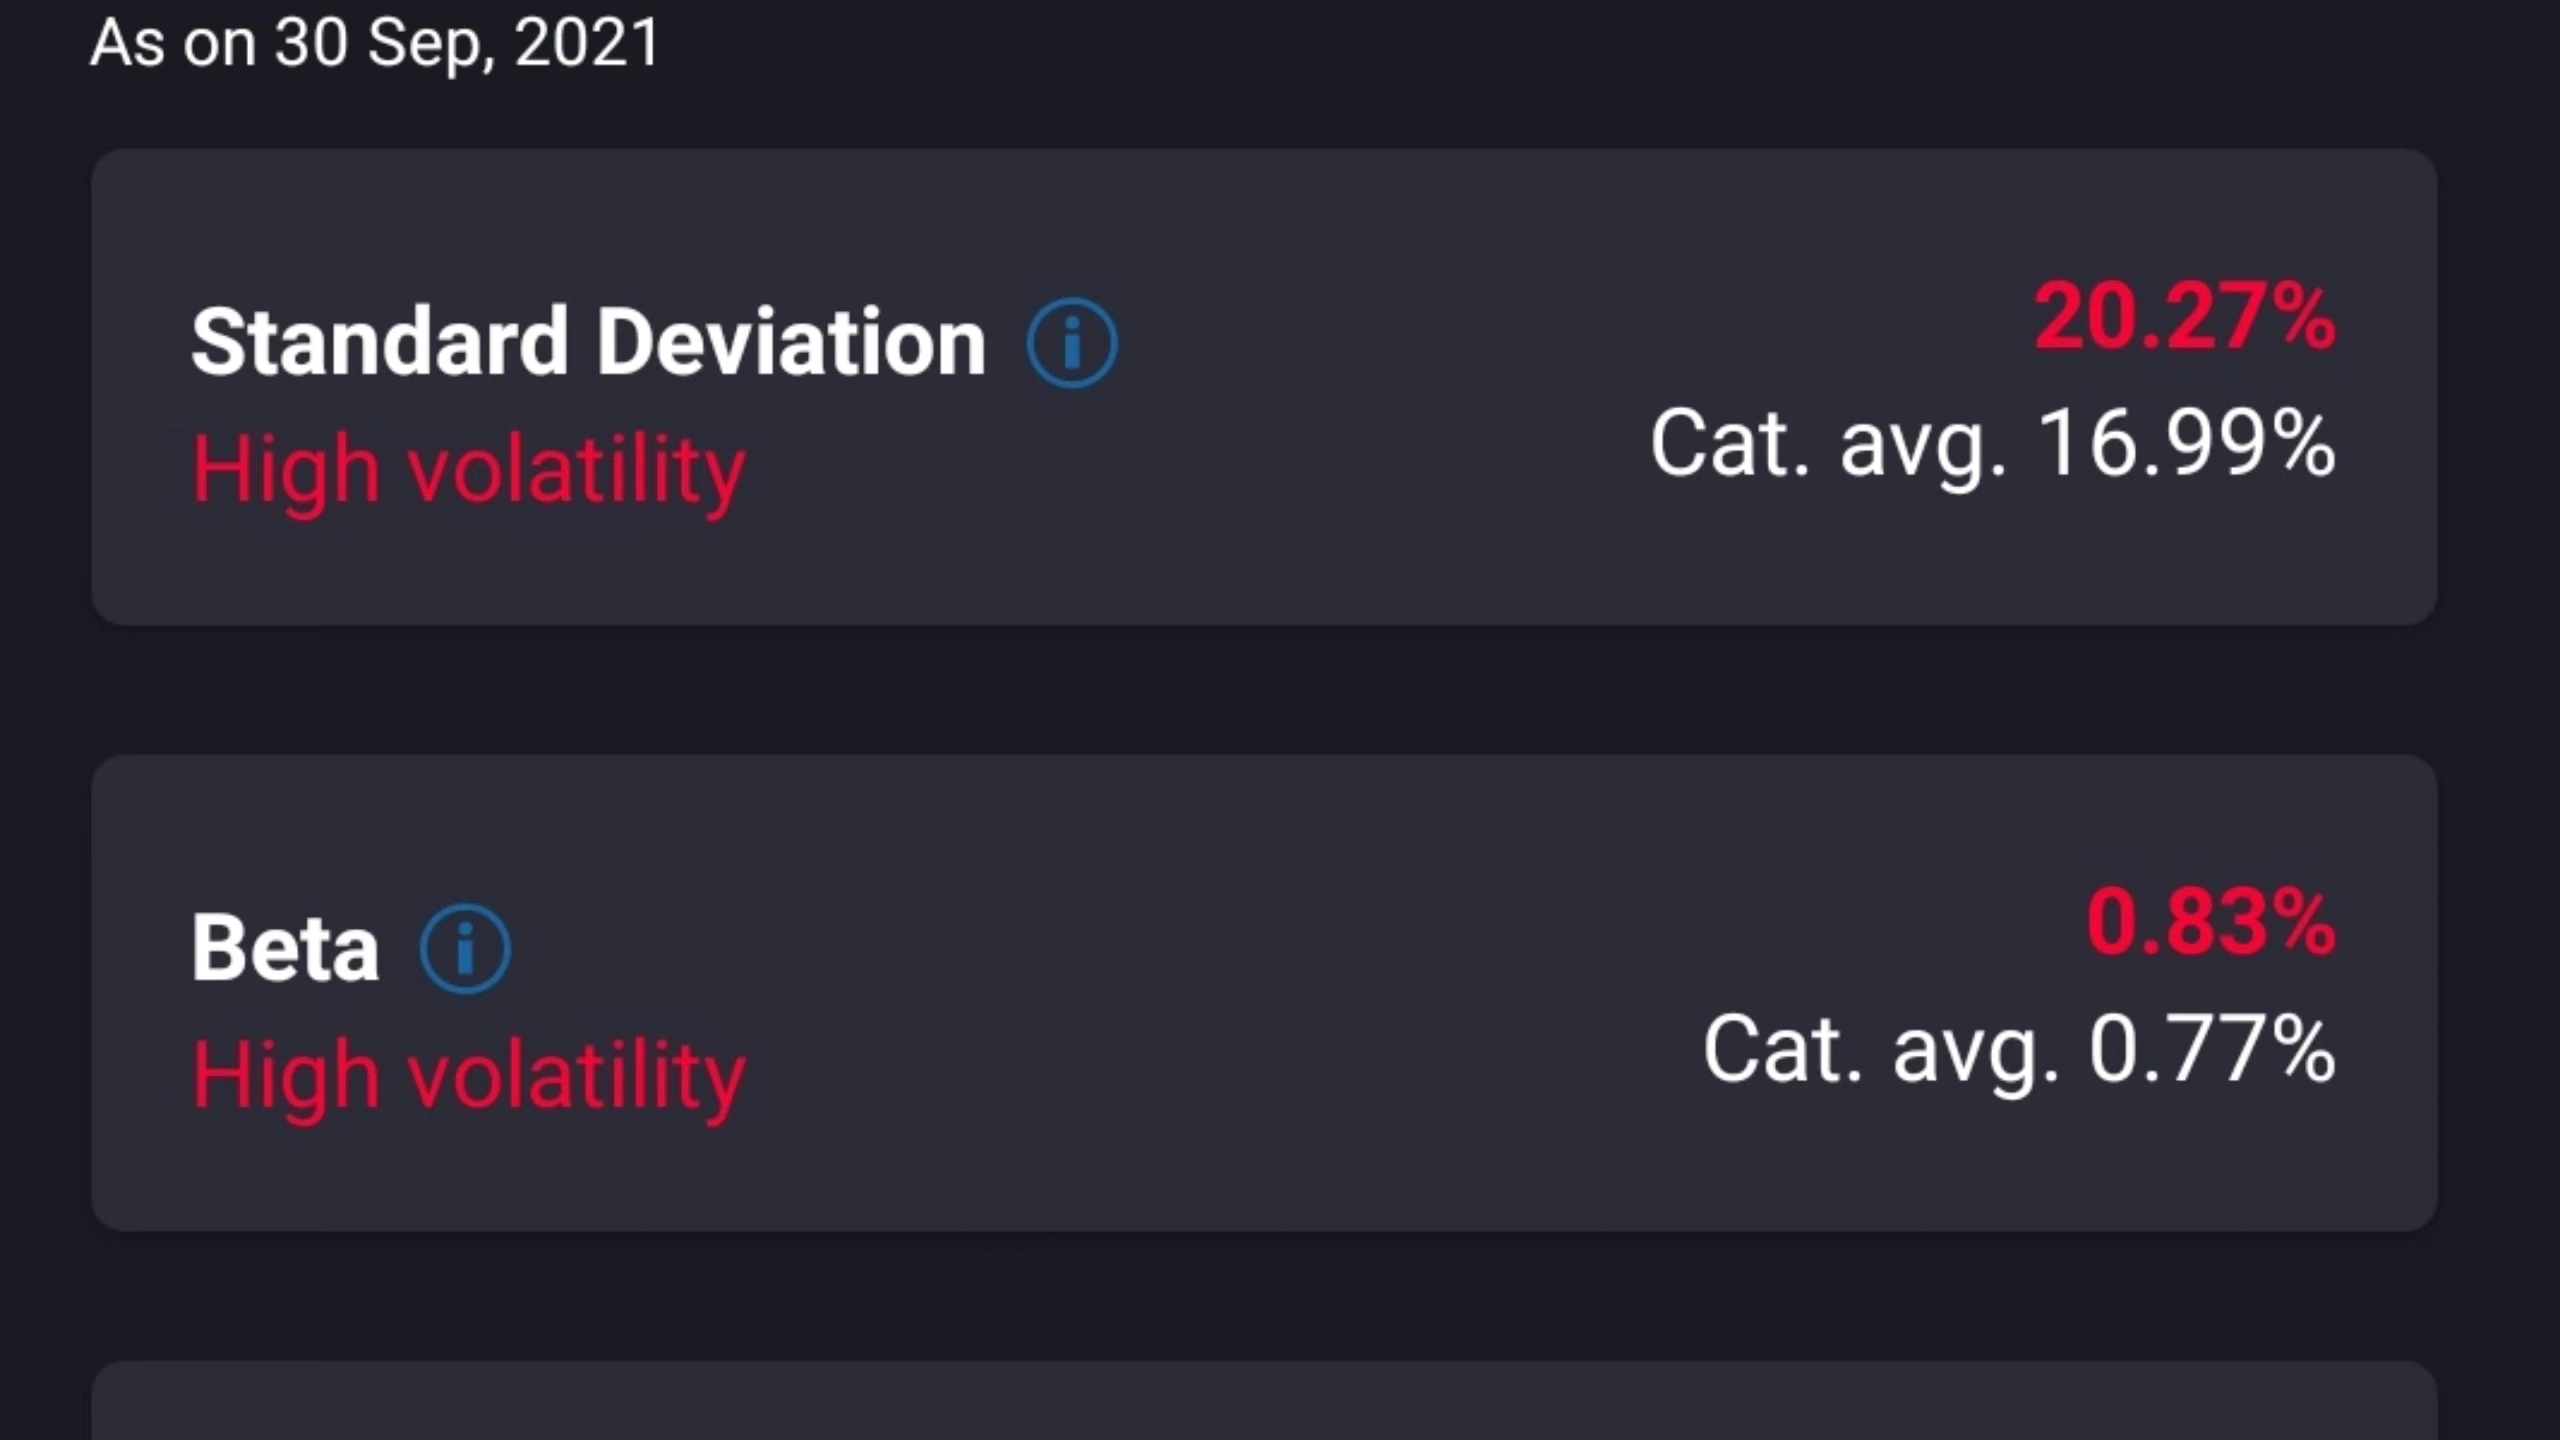 As on 30 Sep, 2021
Standard Deviation
20.27%
High volatility
Cat. avg. 16.99%
Beta
0.83%
High volatility
Cat. avg. 0.77%